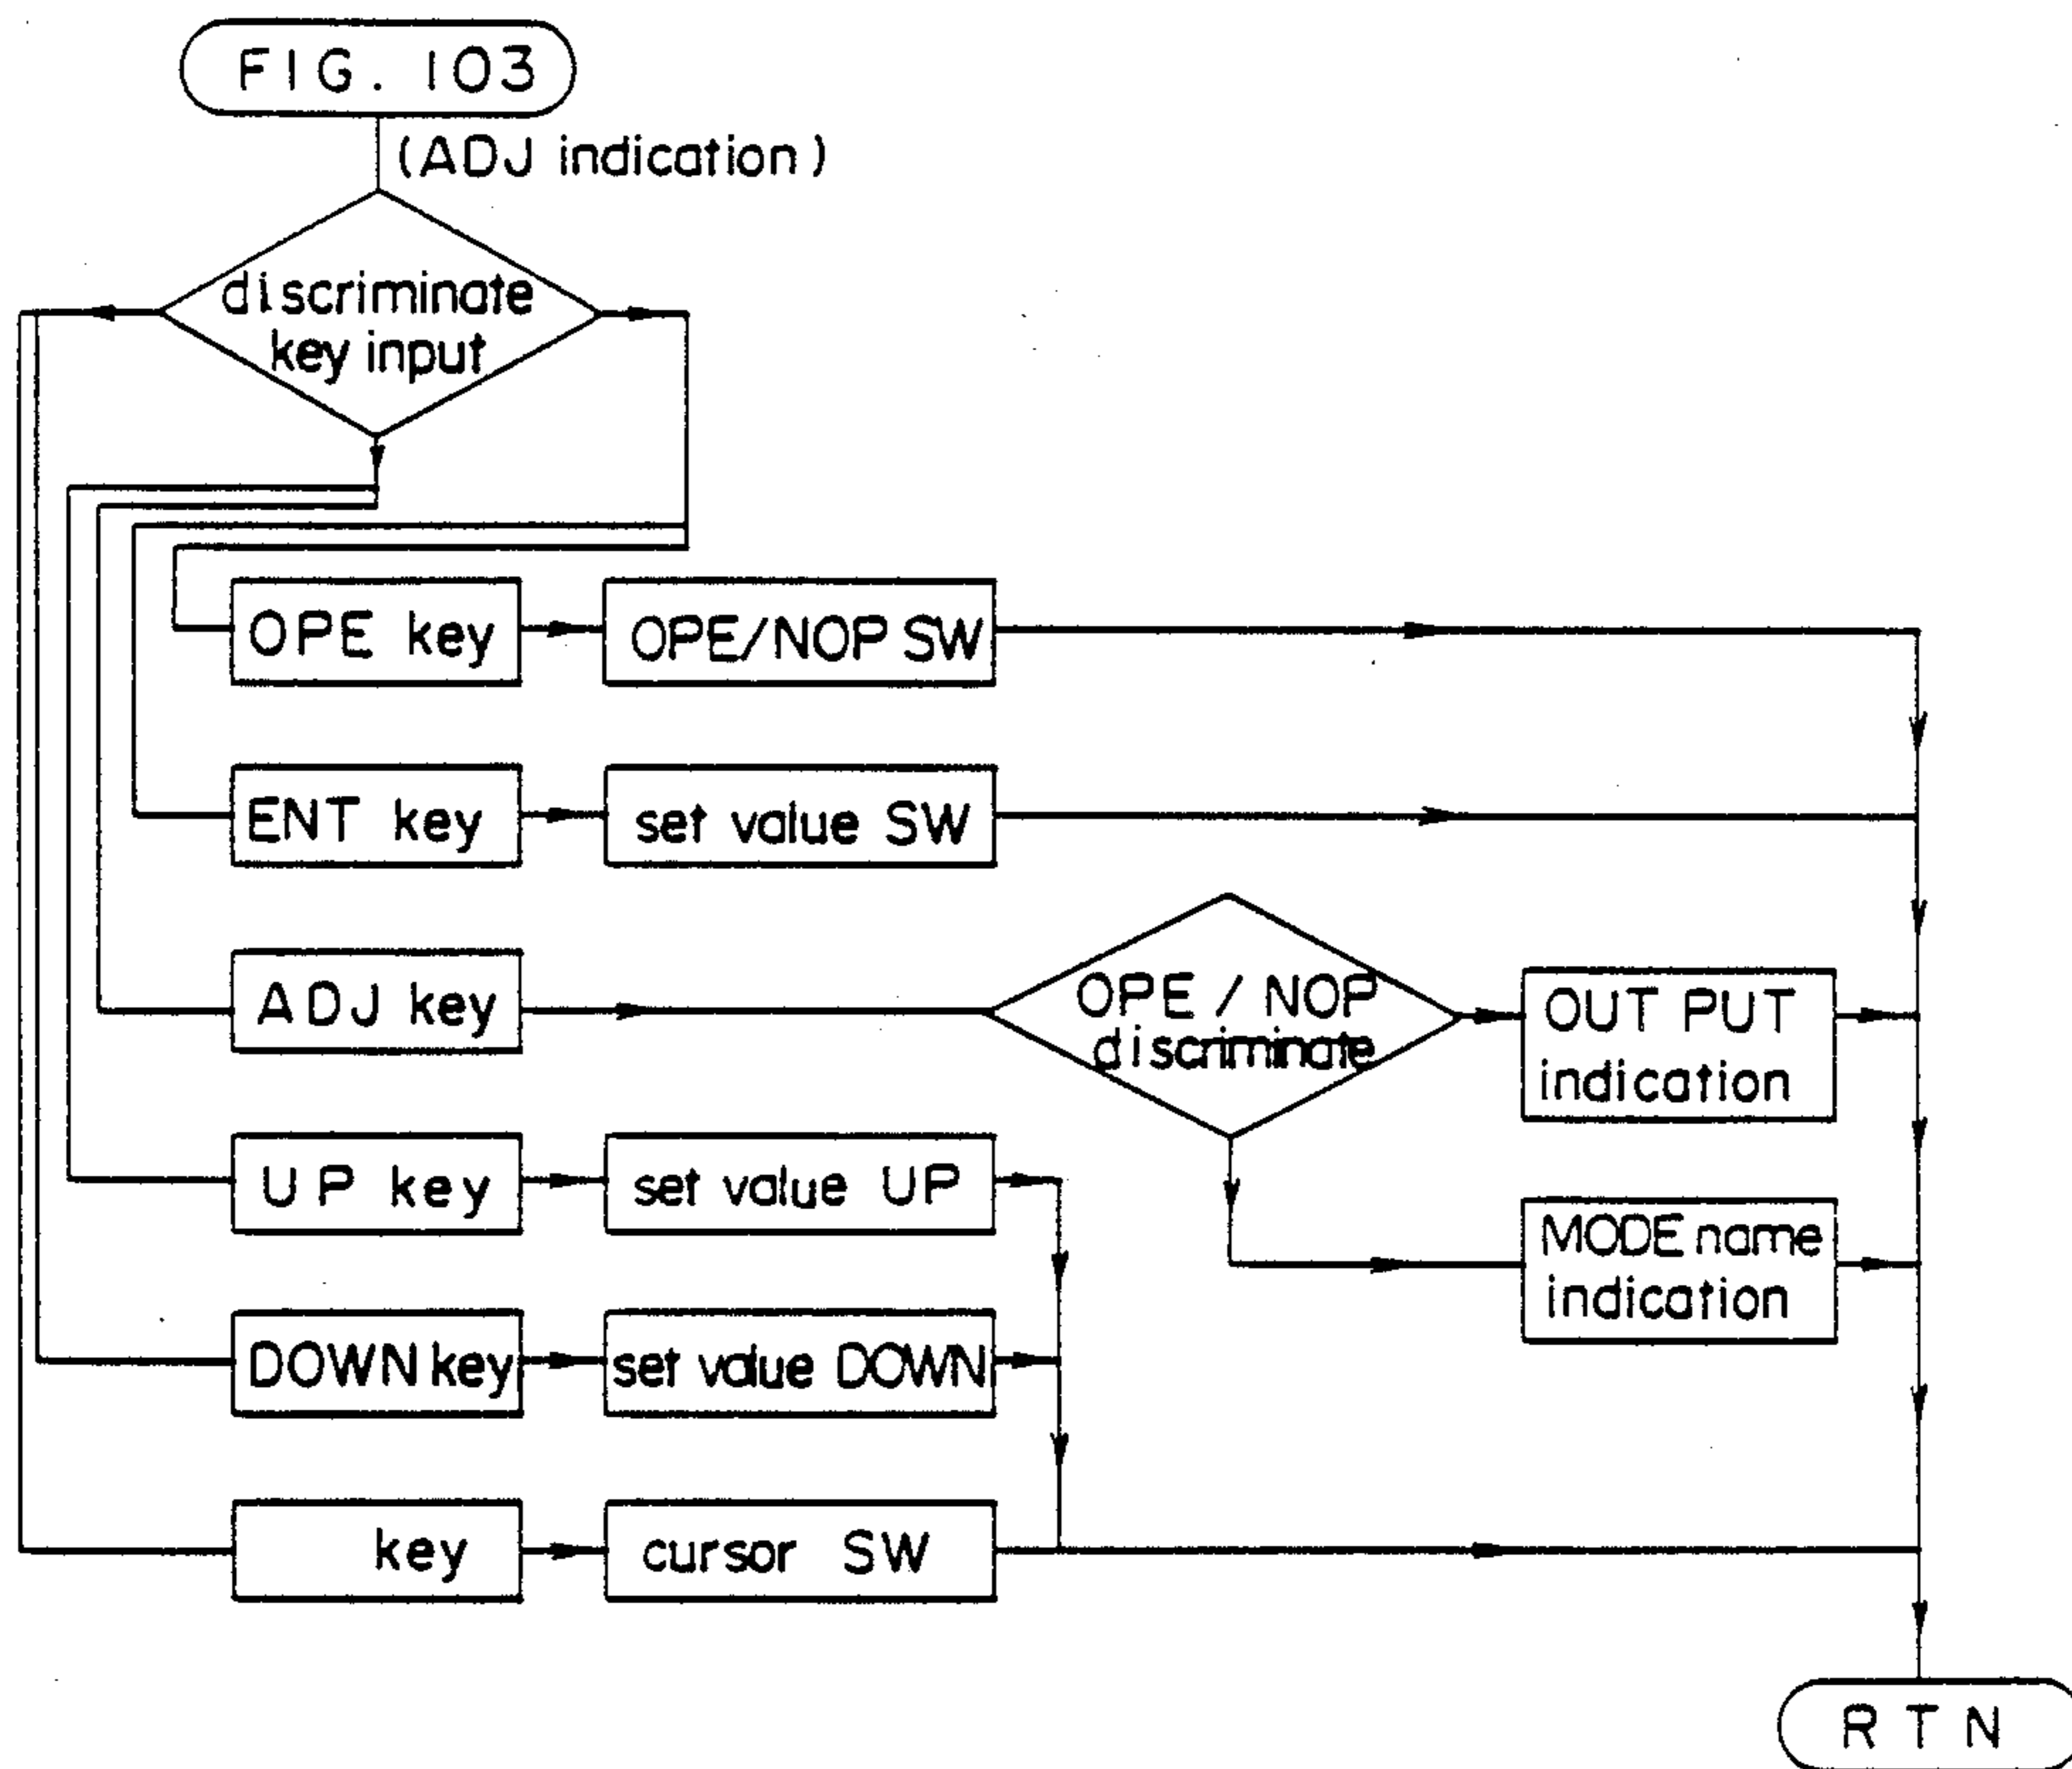 FIG. 103
(ADJ indication)
discriminate
key input
OPE key
OPE/NOP SW
ENT key
set value SW
ADJ key
OPE / NOP
discriminate
OUT PUT
indication
UP key
set value UP
MODE name
indication
DOWN key
set value DOWN
key
cursor SW
RTN